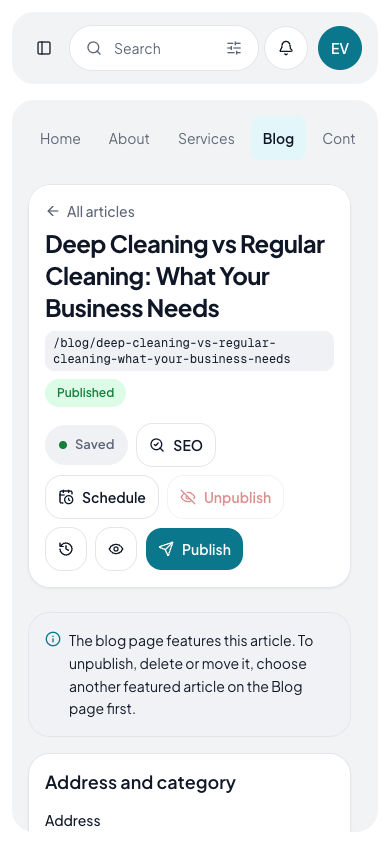 Search
EV
Home About Services Blog Cont
All articles
Deep Cleaning vs Regular
Cleaning: What Your
Business Needs
/blog/deep-cleaning-vs-regular-
cleaning-what-your-business-needs
Published
Saved SEO
Schedule Unpublish
Publish
The blog page features this article. To
unpublish, delete or move it, choose
another featured article on the Blog
page first.
Address and category
Address